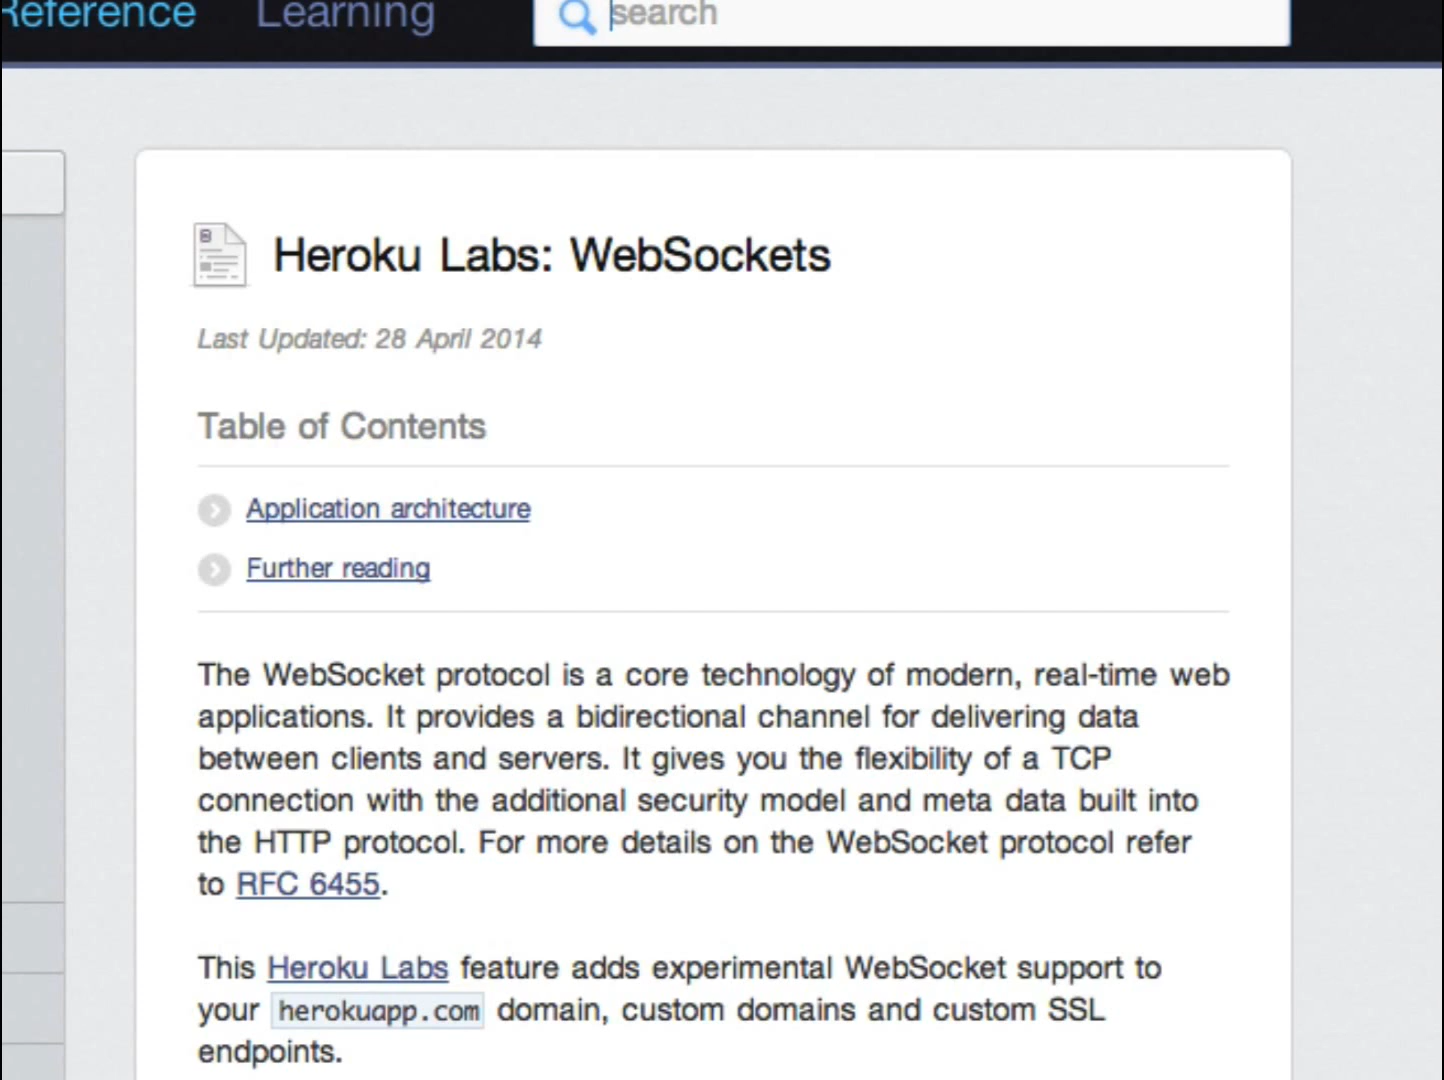 Reference Learning search
Heroku Labs: WebSockets
Last Updated: 28 April 2014
Table of Contents
Application architecture
Further reading
The WebSocket protocol is a core technology of modern, real-time web
applications. It provides a bidirectional channel for delivering data
between clients and servers. It gives you the flexibility of a TCP
connection with the additional security model and meta data built into
the HTTP protocol. For more details on the WebSocket protocol refer
to RFC 6455.
This Heroku Labs feature adds experimental WebSocket support to
your herokuapp.com domain, custom domains and custom SSL
endpoints.